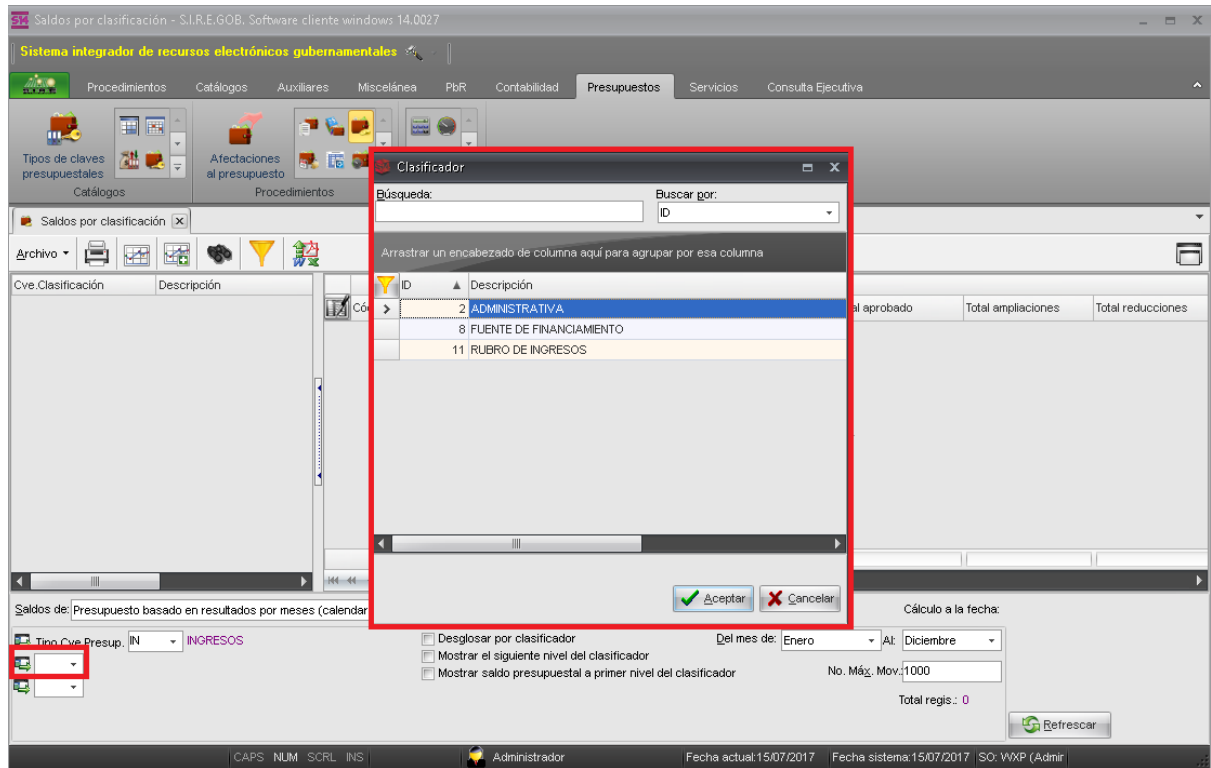 Saldos por clasificación - S.I.R.E.GOB. Software cliente windows 14.0027
Sistema integrador de recursos electrónicos gubernamentales
Procedimientos Catálogos Auxiliares Miscelánea PbR Contabilidad Presupuestos Servicios Consulta Ejecutiva
Tipos de claves
presupuestales
Afectaciones
al presupuesto
Catálogos
Procedimientos
Saldos por clasificación
Archivo
Cve.Clasificación Descripción
al aprobado Total ampliaciones Total reducciones
Clasificador
Búsqueda: Buscar por:
ID
Arrastrar un encabezado de columna aquí para agrupar por esa columna
ID Descripción
2 ADMINISTRATIVA
8 FUENTE DE FINANCIAMIENTO
11 RUBRO DE INGRESOS
Aceptar Cancelar
Saldos de: Presupuesto basado en resultados por meses (calendar
Cálculo a la fecha:
Tipo Cve Presup. IN INGRESOS
Desglosar por clasificador
Mostrar el siguiente nivel del clasificador
Mostrar saldo presupuestal a primer nivel del clasificador
Del mes de: Enero Al: Diciembre
No. Máx. Mov.: 1000
Total regis.: 0
Refrescar
CAPS NUM SCRL INS Administrador Fecha actual:15/07/2017 Fecha sistema:15/07/2017 SO: WXP (Admir